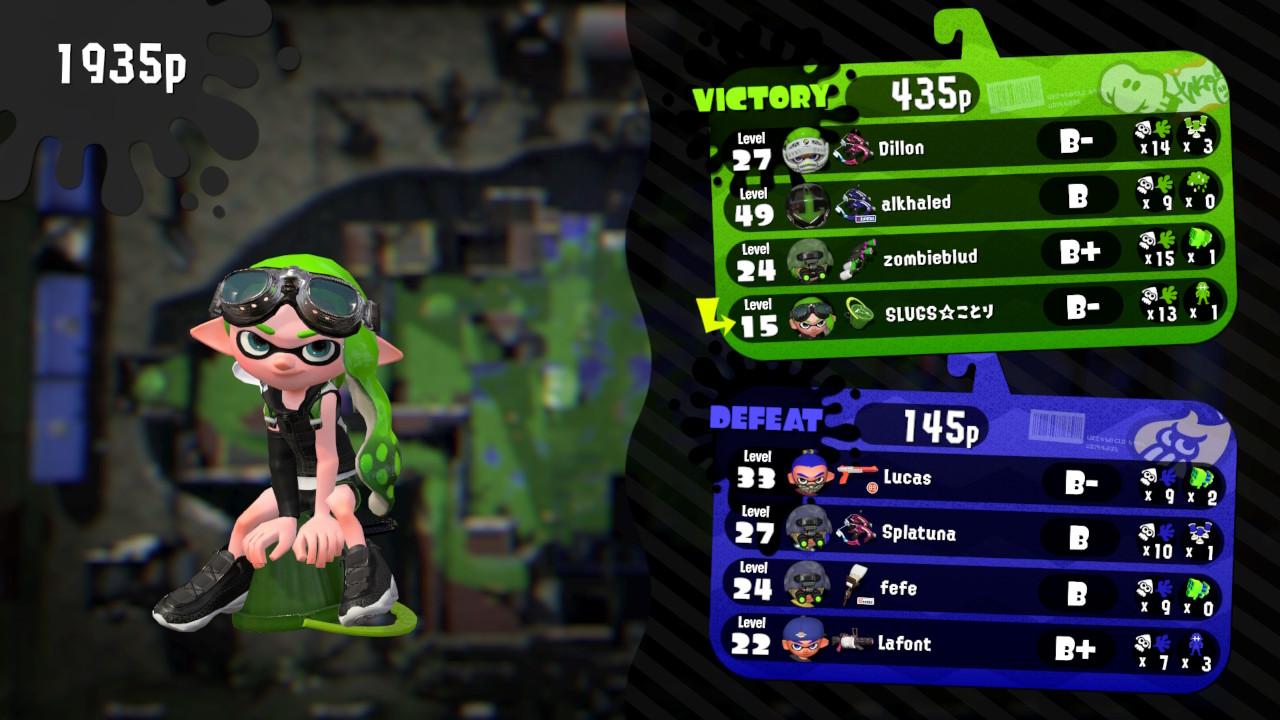 1935p
VICTORY 435p
Level 27 Dillon B- x14 x 3
Level 49 alkhaled B x 9 x 0
Level 24 zombieblud B+ x15 x 1
Level 15 SLUGS☆ことり B- x13 x 1
DEFEAT 145p
Level 33 Lucas B- x 9 x 2
Level 27 Splatuna B x10 x 1
Level 24 fefe B x 9 x 0
Level 22 Lafont B+ x 7 x 3